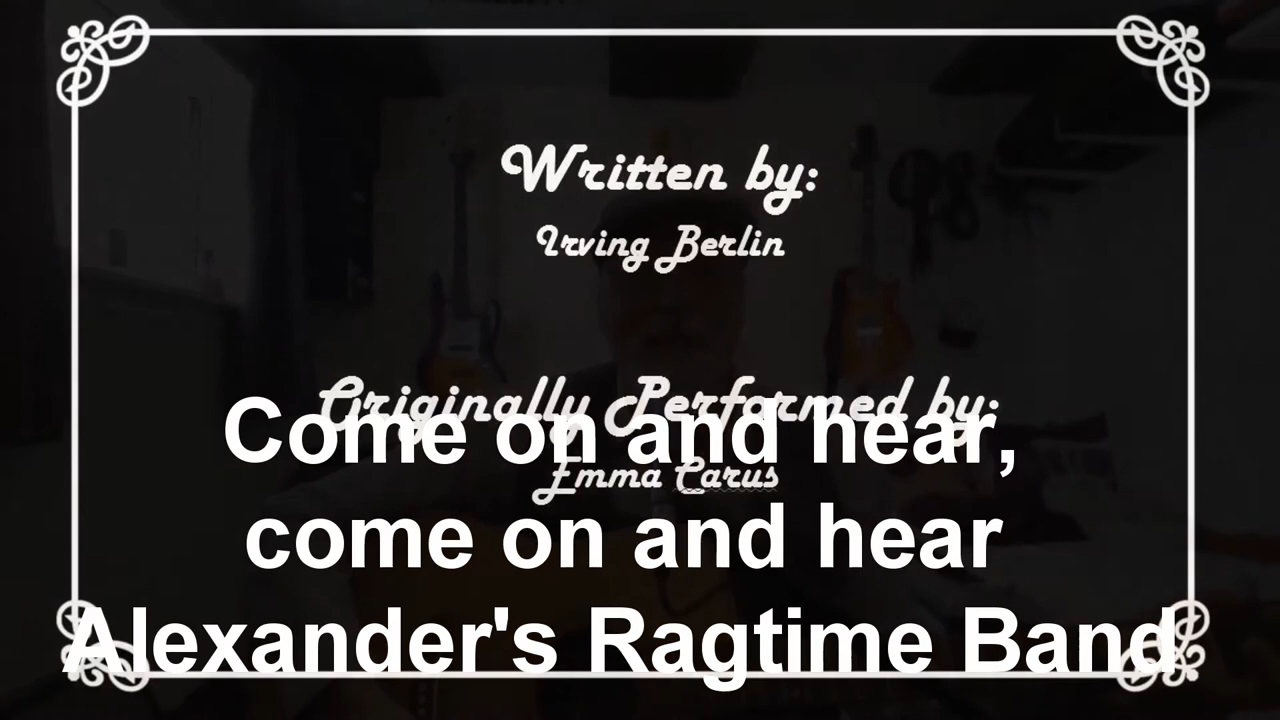 Written by:
Irving Berlin
Originally Performed by:
Come on and hear,
Emma Carus
come on and hear
Alexander's Ragtime Band